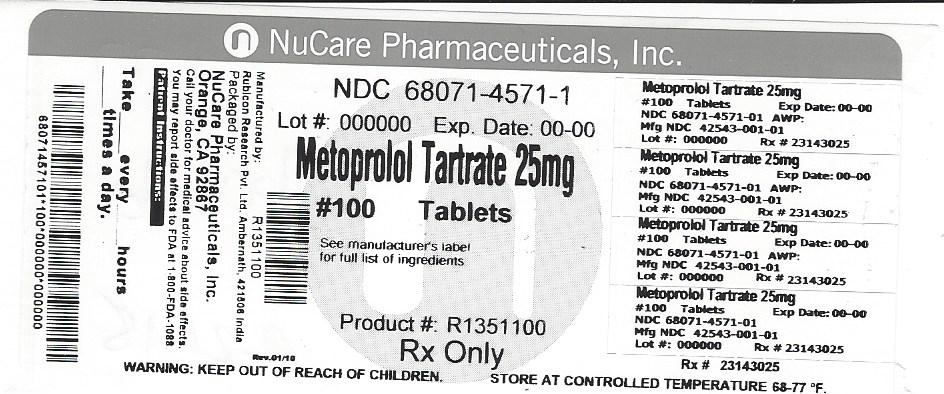 n NuCare Pharmaceuticals, Inc.
68071457101*100*000000*000000
Take___every___hours
___times a day.
Patient Instructions:
You may report side effects to FDA at 1-800-FDA-1088
Call your doctor for medical advice about side effects.
Orange, CA 92867
NuCare Pharmaceuticals, Inc.
Packaged by:
Rubicon Research Pvt. Ltd. Ambernath, 421506 India
Manufactured by:
R1351100
Rev.01/10
NDC 68071-4571-1
Lot #: 000000 Exp. Date: 00-00
Metoprolol Tartrate 25mg
#100 Tablets
See manufacturer's label
for full list of ingredients
Product #: R1351100
Rx Only
WARNING: KEEP OUT OF REACH OF CHILDREN. STORE AT CONTROLLED TEMPERATURE 68-77 °F.
Metoprolol Tartrate 25mg
#100 Tablets Exp Date: 00-00
NDC 68071-4571-01 AWP:
Mfg NDC 42543-001-01
Lot #: 000000 Rx # 23143025
Metoprolol Tartrate 25mg
#100 Tablets Exp Date: 00-00
NDC 68071-4571-01 AWP:
Mfg NDC 42543-001-01
Lot #: 000000 Rx # 23143025
Metoprolol Tartrate 25mg
#100 Tablets Exp Date: 00-00
NDC 68071-4571-01 AWP:
Mfg NDC 42543-001-01
Lot #: 000000 Rx # 23143025
Metoprolol Tartrate 25mg
#100 Tablets Exp Date: 00-00
NDC 68071-4571-01
Mfg NDC 42543-001-01
Lot #: 000000 Rx # 23143025
Rx # 23143025